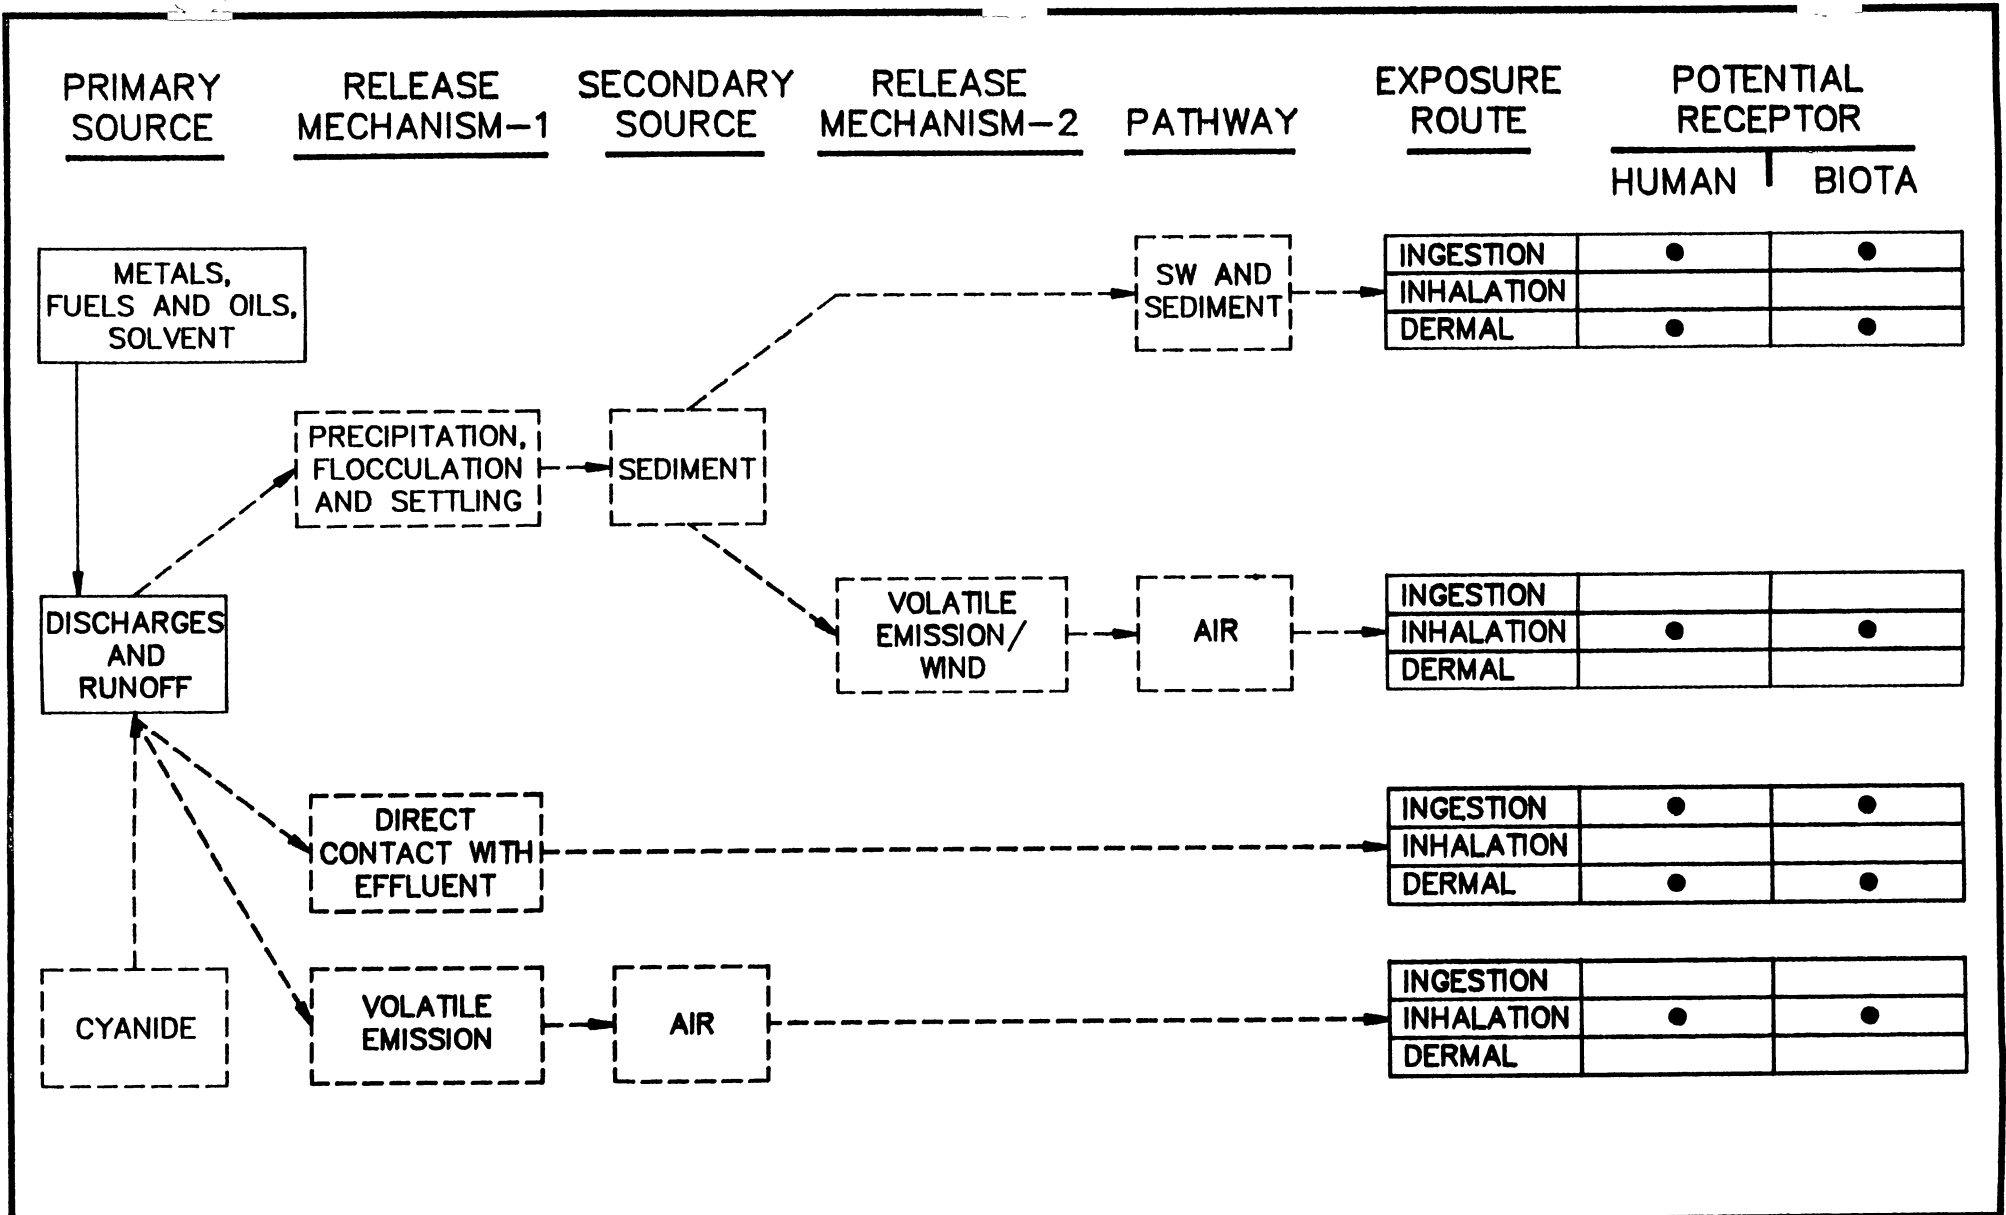 PRIMARY
SOURCE
RELEASE
MECHANISM-1
SECONDARY
SOURCE
RELEASE
MECHANISM-2
PATHWAY
EXPOSURE
ROUTE
POTENTIAL
RECEPTOR
HUMAN
BIOTA
METALS,
FUELS AND OILS,
SOLVENT
SW AND
SEDIMENT
INGESTION
INHALATION
DERMAL
PRECIPITATION,
FLOCCULATION
AND SETTLING
SEDIMENT
DISCHARGES
AND
RUNOFF
VOLATILE
EMISSION/
WIND
AIR
INGESTION
INHALATION
DERMAL
DIRECT
CONTACT WITH
EFFLUENT
INGESTION
INHALATION
DERMAL
CYANIDE
VOLATILE
EMISSION
AIR
INGESTION
INHALATION
DERMAL